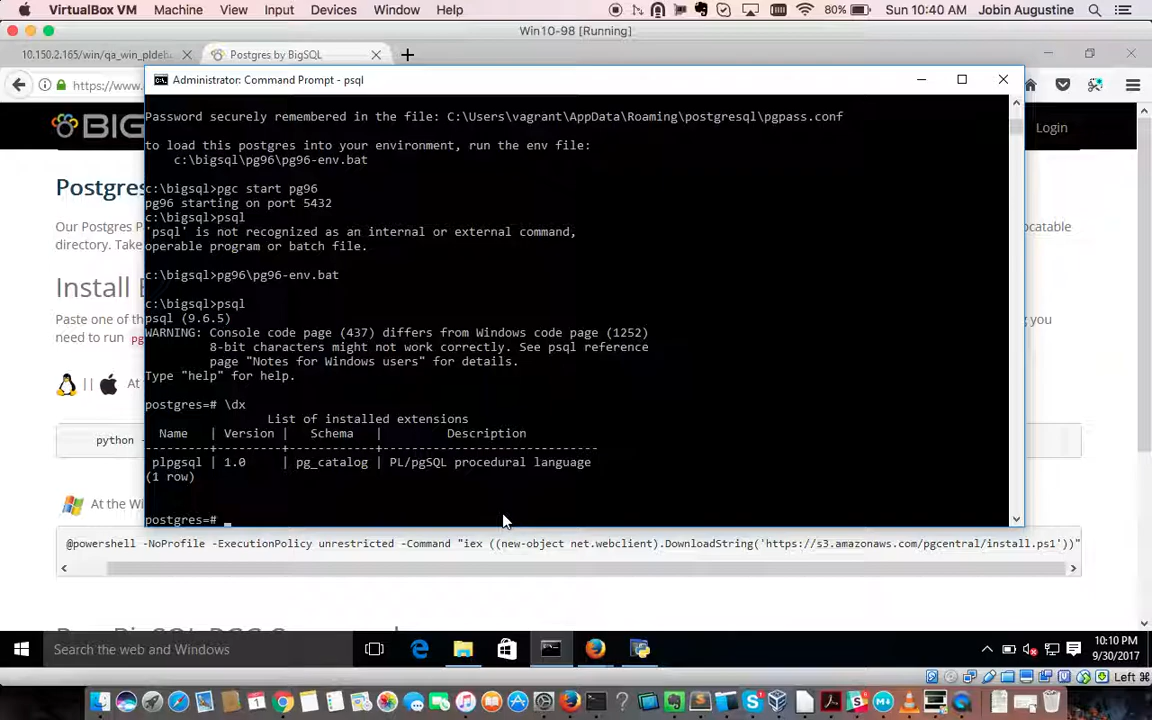 VirtualBox VM Machine View Input Devices Window Help 80% Sun 10:40 AM Jobin Augustine
Win10-98 [Running]
10.150.2.165/win/qa_win_pldeb
Postgres by BigSQL
https://www.
Administrator: Command Prompt - psql
BIG
Login
Password securely remembered in the file: C:\Users\vagrant\AppData\Roaming\postgresql\pgpass.conf
to load this postgres into your environment, run the env file:
c:\bigsql\pg96\pg96-env.bat
c:\bigsql>pgc start pg96
pg96 starting on port 5432
c:\bigsql>psql
'psql' is not recognized as an internal or external command,
operable program or batch file.
c:\bigsql>pg96\pg96-env.bat
c:\bigsql>psql
psql (9.6.5)
WARNING: Console code page (437) differs from Windows code page (1252)
8-bit characters might not work correctly. See psql reference
page "Notes for Windows users" for details.
Type "help" for help.
postgres=# \dx
List of installed extensions
Name | Version | Schema | Description
---------+---------+------------+------------------------------
plpgsql | 1.0 | pg_catalog | PL/pgSQL procedural language
(1 row)
postgres=#
Postgres
Our Postgres P
ocatable
directory. Take
Install
Paste one of th
ng you
need to run pg
|| At
python -
At the Wi
@powershell -NoProfile -ExecutionPolicy unrestricted -Command "iex ((new-object net.webclient).DownloadString('https://s3.amazonaws.com/pgcentral/install.ps1'))"
Search the web and Windows
10:10 PM
9/30/2017
Left ⌘